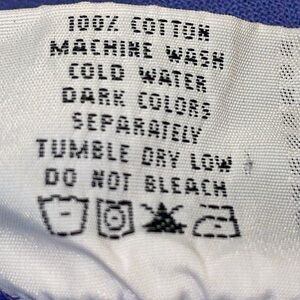 100% COTTON
MACHINE WASH
COLD WATER
DARK COLORS
SEPARATELY
TUMBLE DRY LOW
DO NOT BLEACH